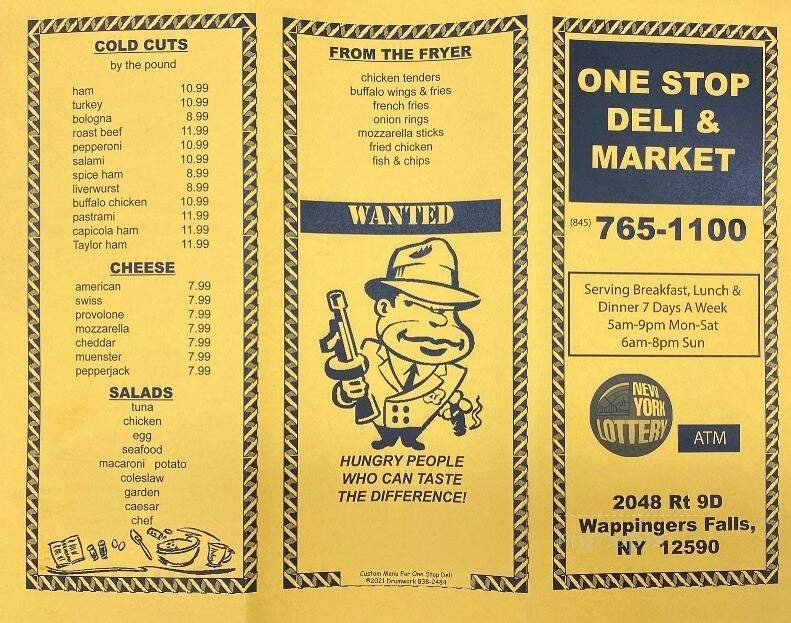 COLD CUTS
by the pound
ham 10.99
turkey 10.99
bologna 8.99
roast beef 11.99
pepperoni 10.99
salami 10.99
spice ham 8.99
liverwurst 8.99
buffalo chicken 10.99
pastrami 11.99
capicola ham 11.99
Taylor ham 11.99
CHEESE
american 7.99
swiss 7.99
provolone 7.99
mozzarella 7.99
cheddar 7.99
muenster 7.99
pepperjack 7.99
SALADS
tuna
chicken
egg
seafood
macaroni potato
coleslaw
garden
caesar
chef
FROM THE FRYER
chicken tenders
buffalo wings & fries
french fries
onion rings
mozzarella sticks
fried chicken
fish & chips
WANTED
HUNGRY PEOPLE
WHO CAN TASTE
THE DIFFERENCE!
Custom Menu For One Stop Deli
©2021 Drumwork 838-2484
ONE STOP
DELI &
MARKET
(845) 765-1100
Serving Breakfast, Lunch &
Dinner 7 Days A Week
5am-9pm Mon-Sat
6am-8pm Sun
NEW
YORK
LOTTERY
ATM
2048 Rt 9D
Wappingers Falls,
NY 12590